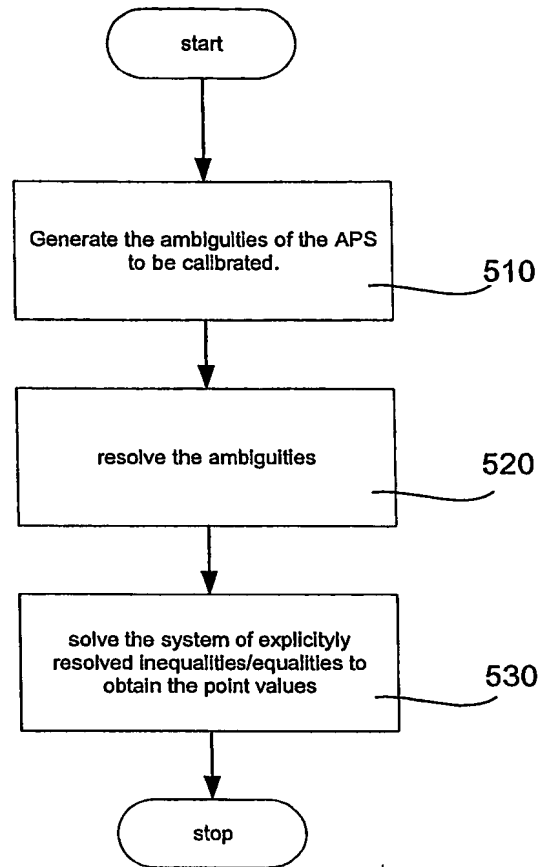 start
Generate the ambiguities of the APS
to be calibrated.
510
resolve the ambiguities
520
solve the system of explicityly
resolved inequalities/equalities to
obtain the point values
530
stop